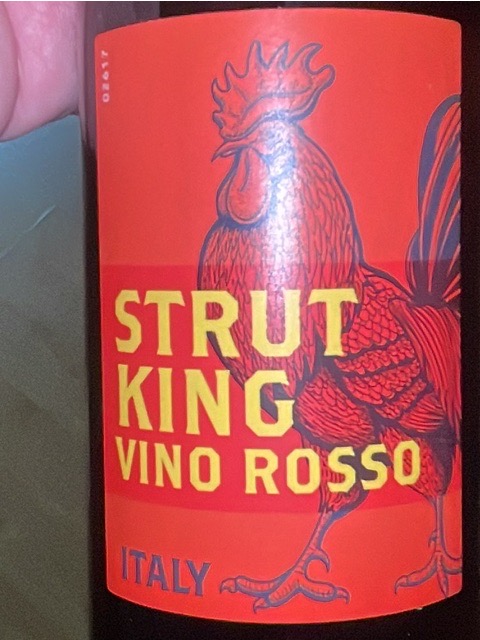 02617
STRUT
KING
VINO ROSSO
ITALY